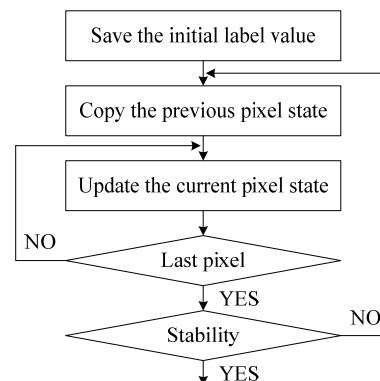 Save the initial label value
Copy the previous pixel state
Update the current pixel state
NO
Last pixel
YES
NO
Stability
YES